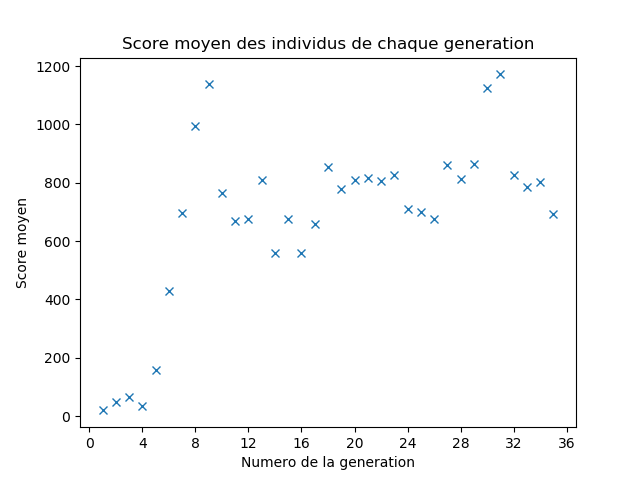 Score moyen des individus de chaque generation
1200
1000
800
600
400
200
0
Score moyen
0 4 8 12 16 20 24 28 32 36
Numero de la generation